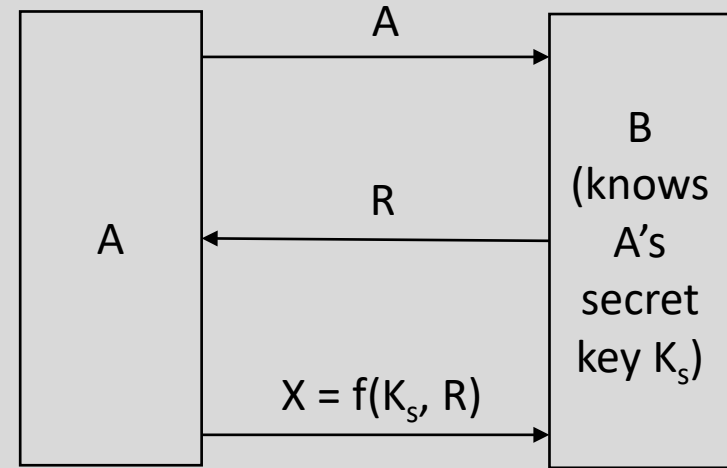 A
A
R
X = f(Kₛ, R)
B
(knows
A’s
secret
key Kₛ)